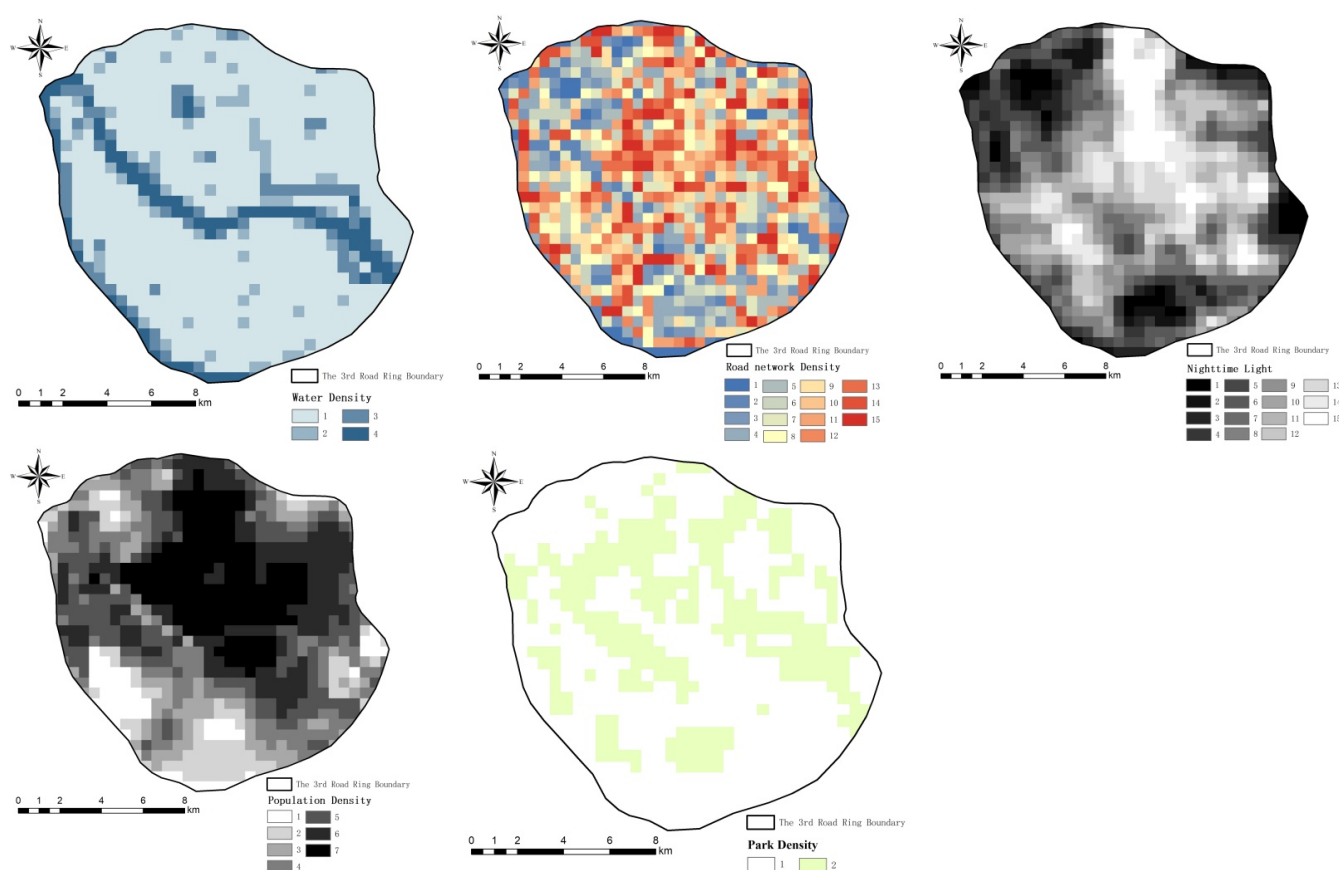 N
W E
S
The 3rd Road Ring Boundary
Water Density
1 3
2 4
0 1 2 4 6 8
km
N
W E
S
The 3rd Road Ring Boundary
Road network Density
1 5 9 13
2 6 10 14
3 7 11 15
4 8 12
0 1 2 4 6 8
km
N
W E
S
The 3rd Road Ring Boundary
Nighttime Light
1 5 9 13
2 6 10 14
3 7 11 15
4 8 12
0 1 2 4 6 8
km
N
W E
S
The 3rd Road Ring Boundary
Population Density
1 5
2 6
3 7
4
0 1 2 4 6 8
km
N
W E
S
The 3rd Road Ring Boundary
Park Density
1 2
0 1 2 4 6 8
km